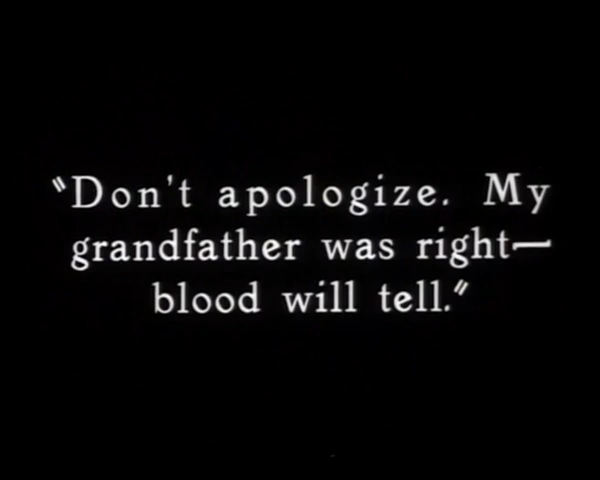 "Don't apologize. My
grandfather was right—
blood will tell."